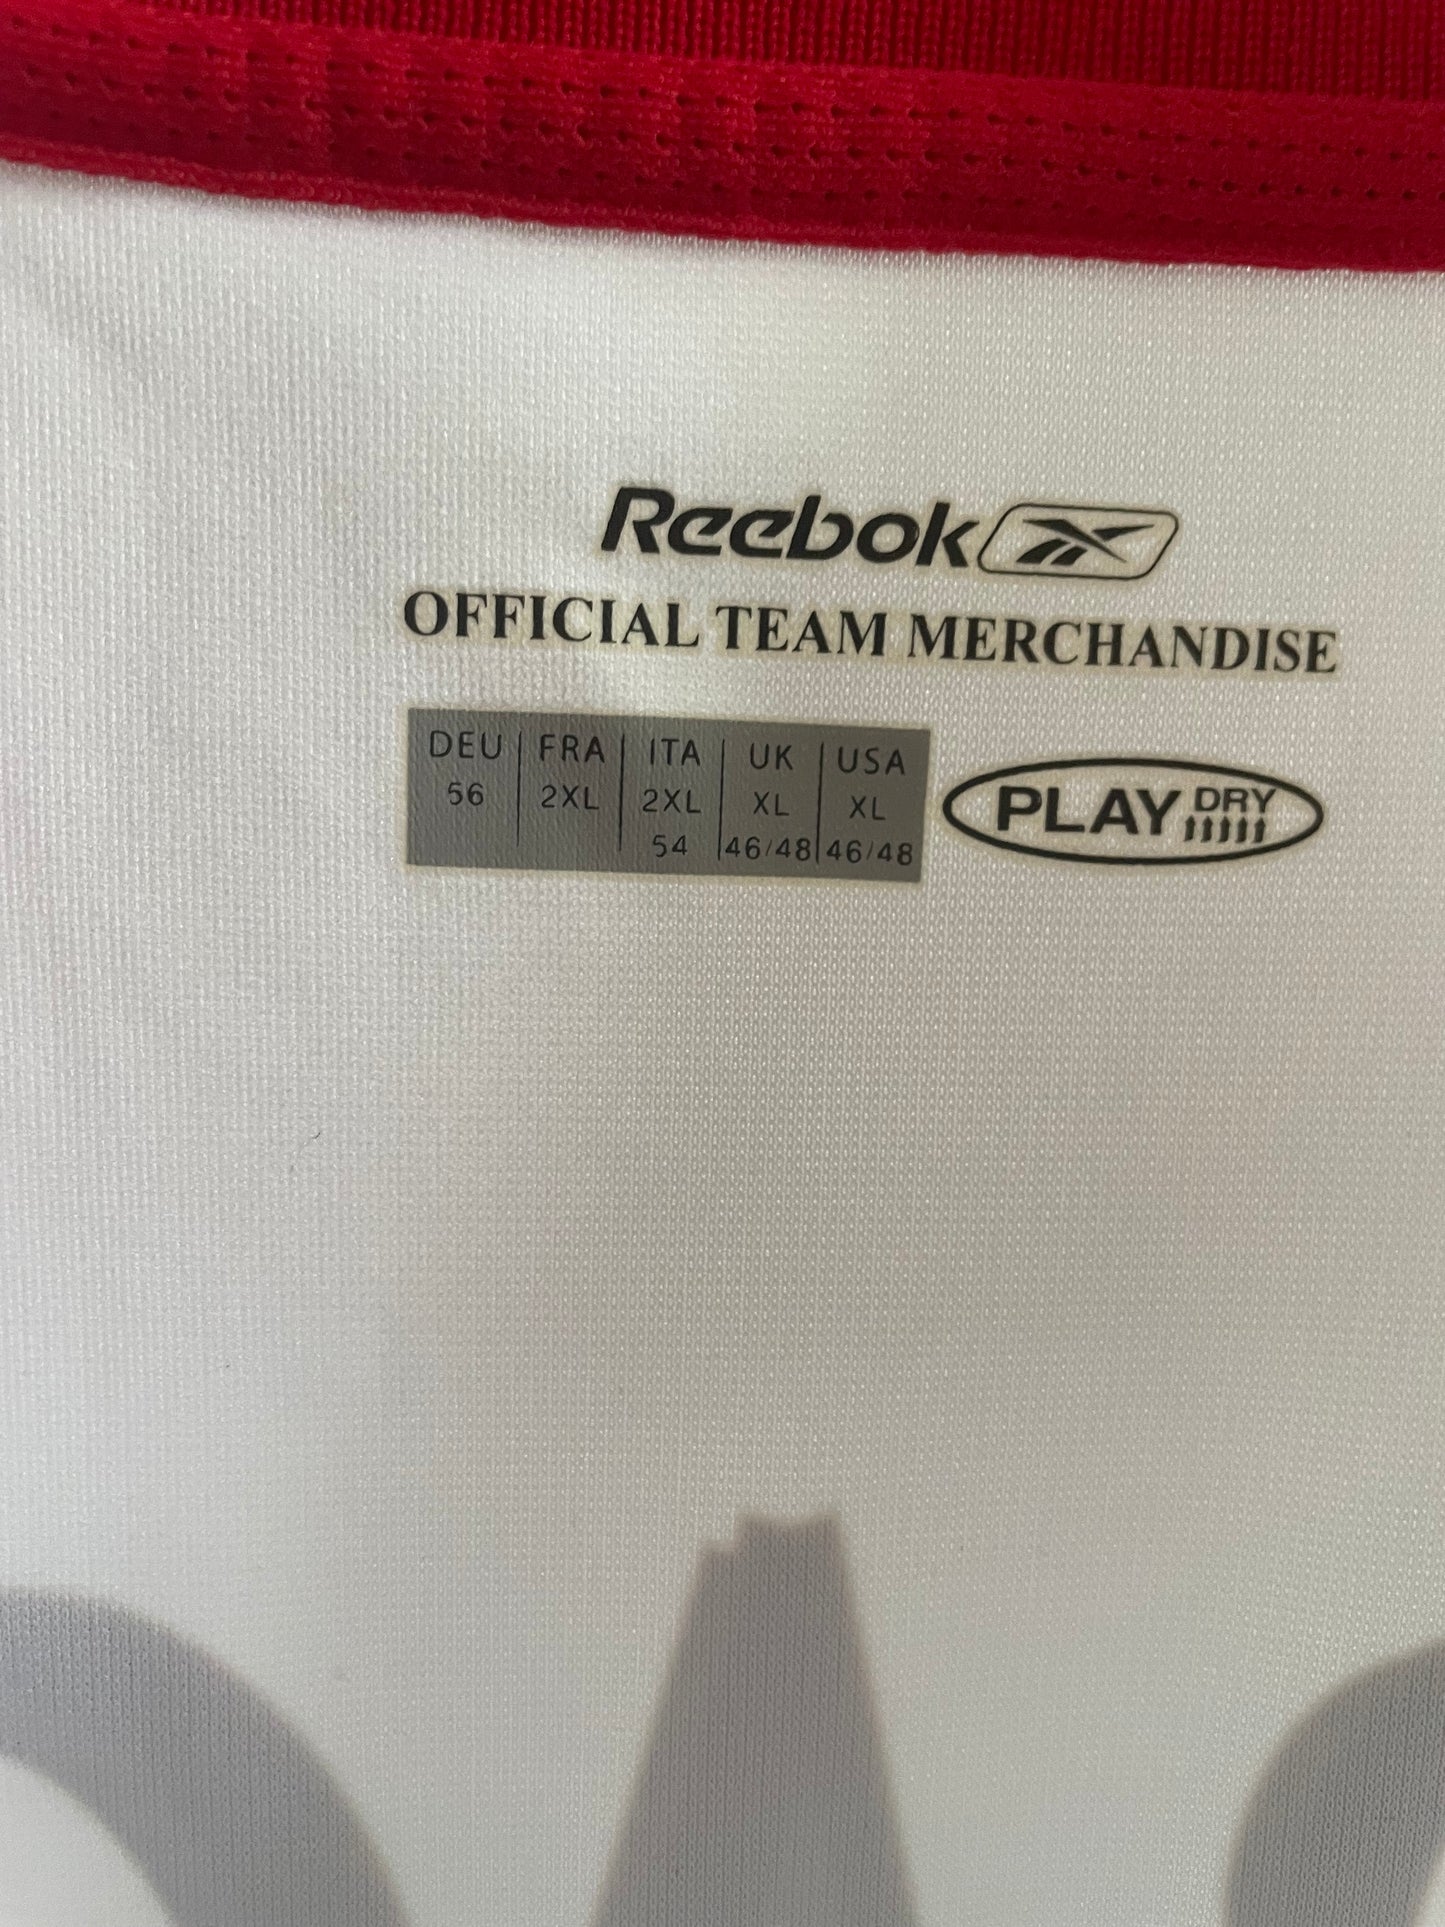 Reebok
OFFICIAL TEAM MERCHANDISE
DEU FRA ITA UK USA
56 2XL 2XL XL XL
54 46/48 46/48
PLAY DRY